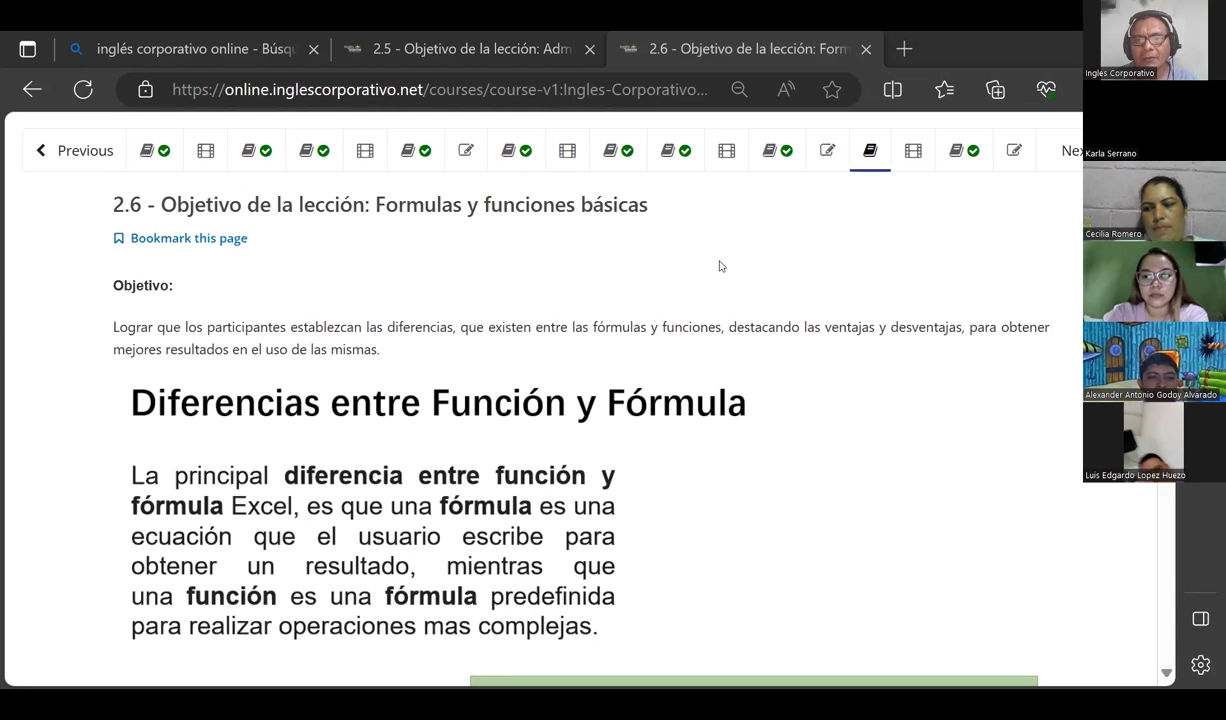 inglés corporativo online - Búsqu
2.5 - Objetivo de la lección: Adm
2.6 - Objetivo de la lección: Form
https://online.inglescorporativo.net/courses/course-v1:Ingles-Corporativo...
Previous
Nex
2.6 - Objetivo de la lección: Formulas y funciones básicas
Bookmark this page
Objetivo:
Lograr que los participantes establezcan las diferencias, que existen entre las fórmulas y funciones, destacando las ventajas y desventajas, para obtener
mejores resultados en el uso de las mismas.
Diferencias entre Función y Fórmula
La principal diferencia entre función y
fórmula Excel, es que una fórmula es una
ecuación que el usuario escribe para
obtener un resultado, mientras que
una función es una fórmula predefinida
para realizar operaciones mas complejas.
Ingles Corporativo
Karla Serrano
Cecilia Romero
Alexander Antonio Godoy Alvarado
Luis Edgardo Lopez Huezo